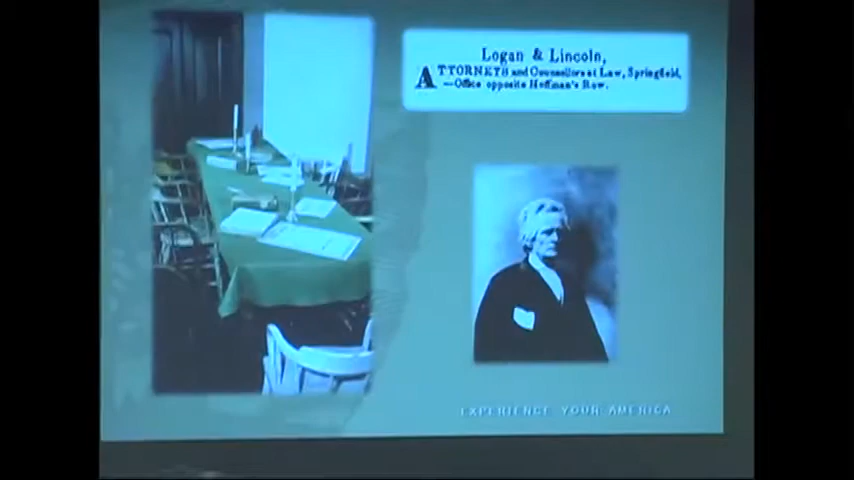 Logan & Lincoln,
ATTORNEYS and Counsellors at Law, Springfield,
—Office opposite Hoffman's Row.
EXPERIENCE YOUR AMERICA